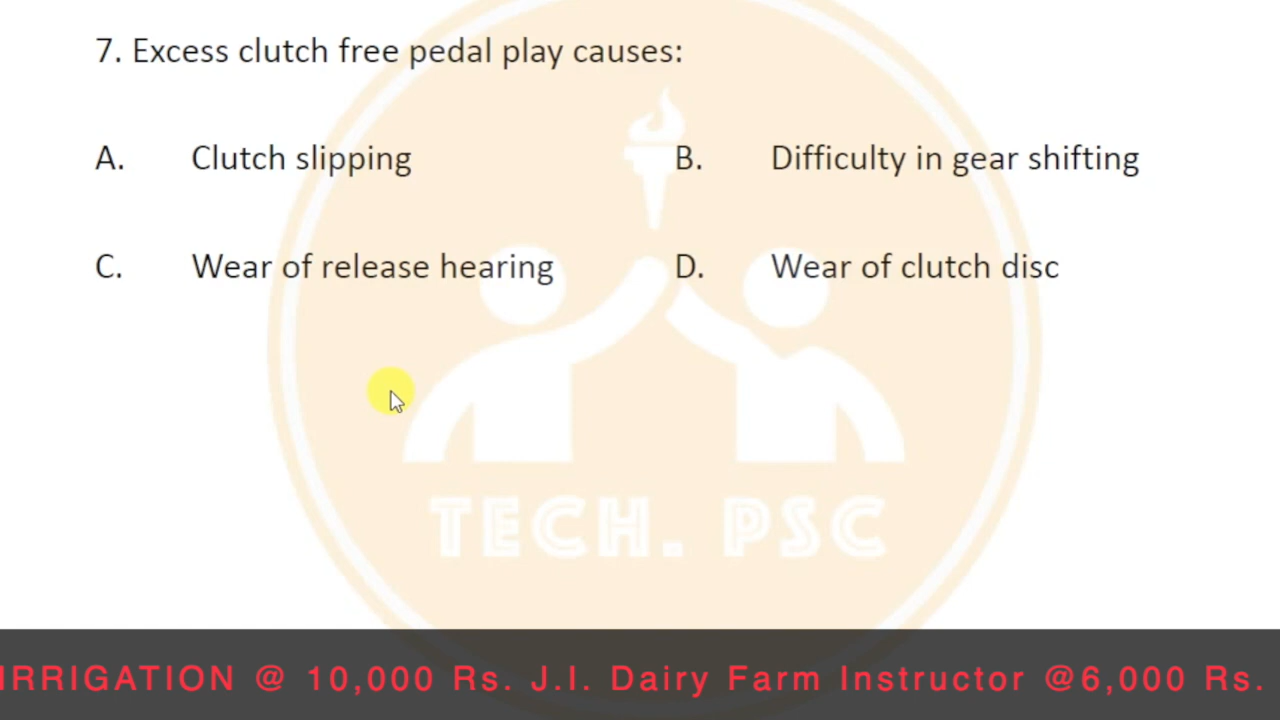 7. Excess clutch free pedal play causes:
A. Clutch slipping B. Difficulty in gear shifting
C. Wear of release hearing D. Wear of clutch disc
TECH. PSC
IRRIGATION @ 10,000 Rs. J.I. Dairy Farm Instructor @6,000 Rs.